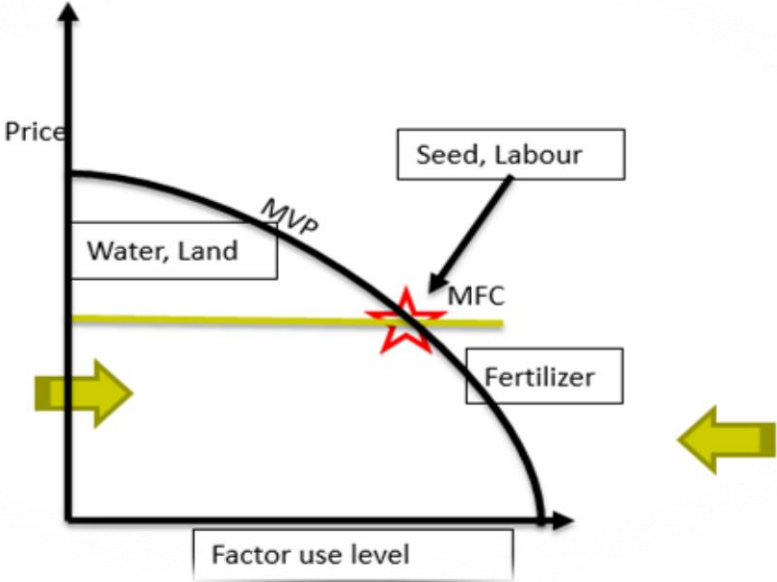 Price
Seed, Labour
MVP
Water, Land
MFC
Fertilizer
Factor use level